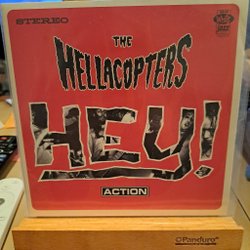 STEREO
THE
HELLACOPTERS
HEY!
ACTION
©Panduro